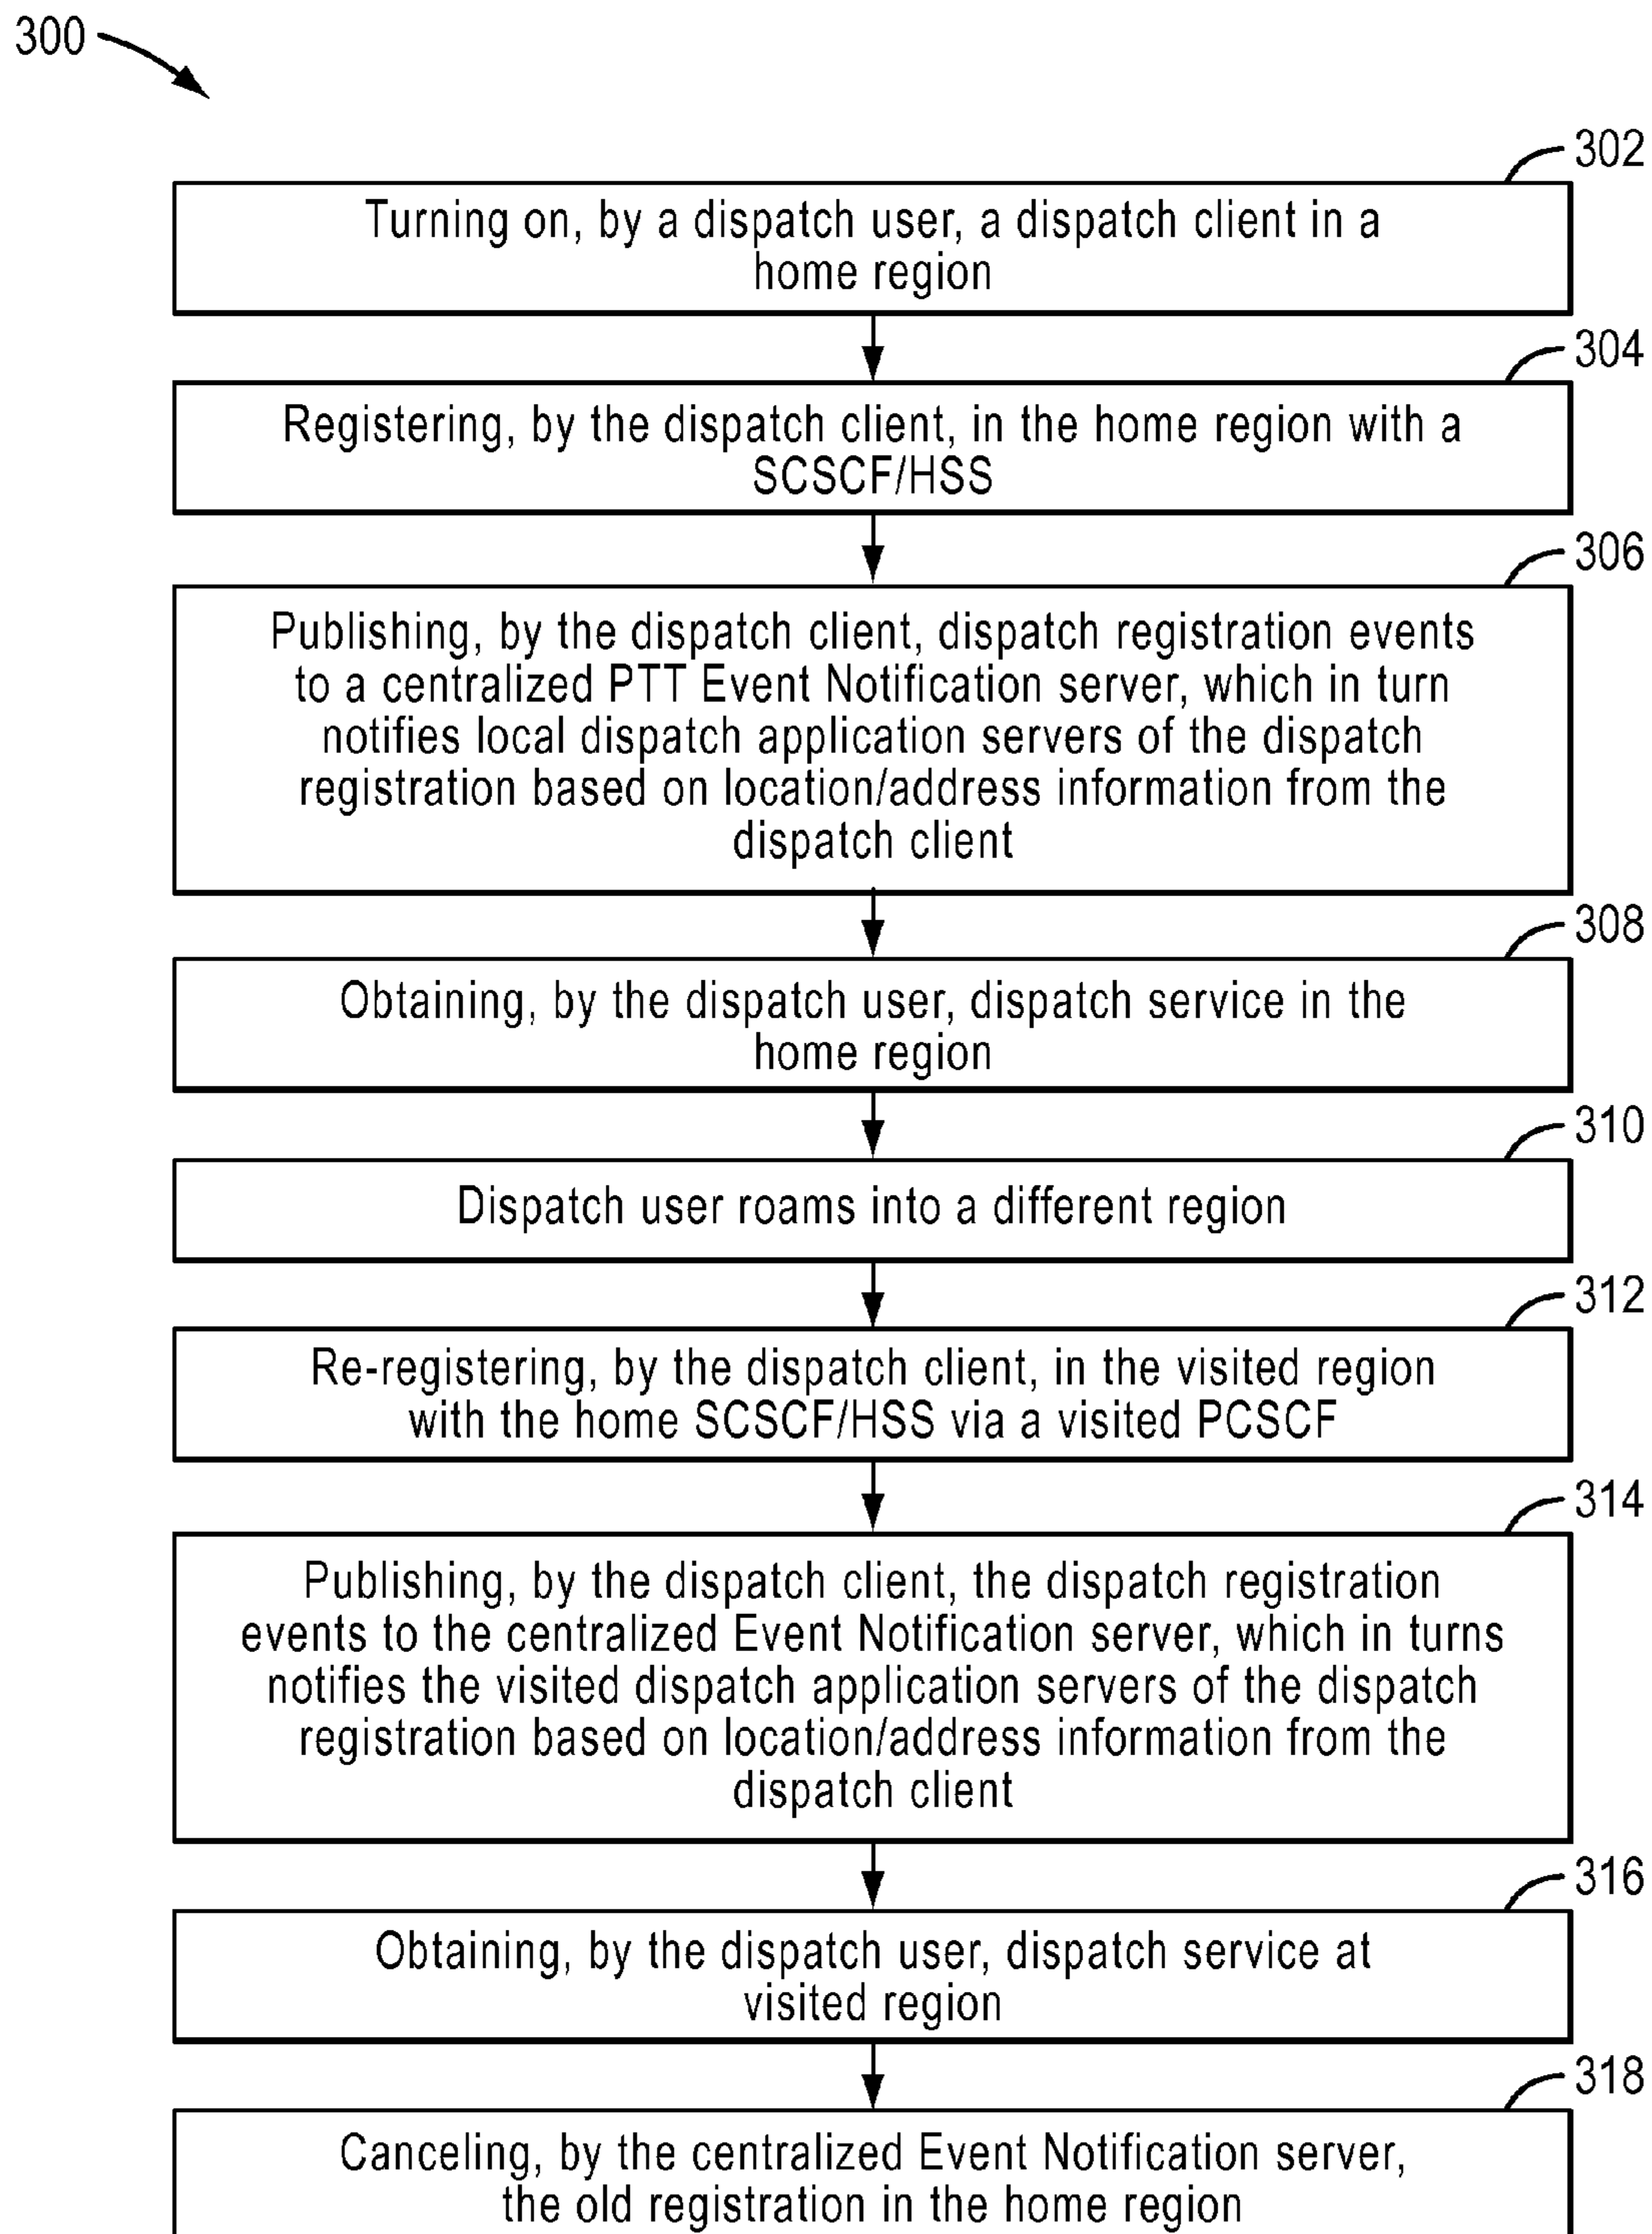 300
302
Turning on, by a dispatch user, a dispatch client in a
home region
304
Registering, by the dispatch client, in the home region with a
SCSCF/HSS
306
Publishing, by the dispatch client, dispatch registration events
to a centralized PTT Event Notification server, which in turn
notifies local dispatch application servers of the dispatch
registration based on location/address information from the
dispatch client
308
Obtaining, by the dispatch user, dispatch service in the
home region
310
Dispatch user roams into a different region
312
Re-registering, by the dispatch client, in the visited region
with the home SCSCF/HSS via a visited PCSCF
314
Publishing, by the dispatch client, the dispatch registration
events to the centralized Event Notification server, which in turns
notifies the visited dispatch application servers of the dispatch
registration based on location/address information from the
dispatch client
316
Obtaining, by the dispatch user, dispatch service at
visited region
318
Canceling, by the centralized Event Notification server,
the old registration in the home region